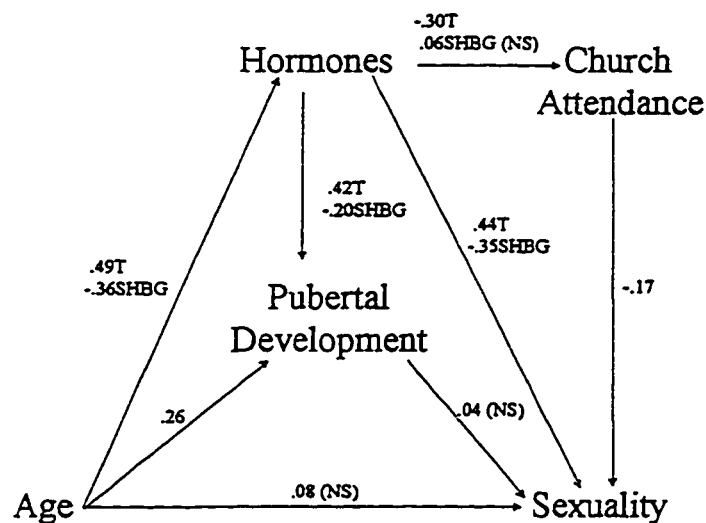 -.30T
.06SHBG (NS)
Hormones
Church
Attendance
.42T
-.20SHBG
.44T
-.35SHBG
.49T
-.36SHBG
-.17
Pubertal
Development
.26
.04 (NS)
.08 (NS)
Age
Sexuality